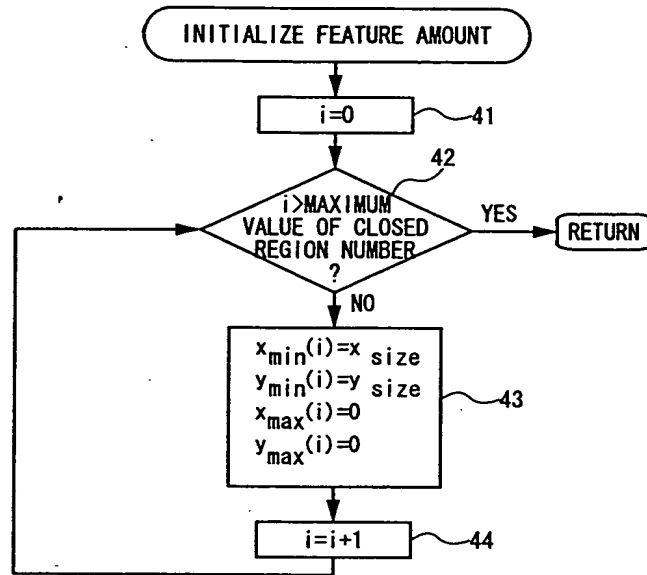 INITIALIZE FEATURE AMOUNT
i=0
41
42
i>MAXIMUM
VALUE OF CLOSED
REGION NUMBER
?
YES
RETURN
NO
xmin(i)=x size
ymin(i)=y size
xmax(i)=0
ymax(i)=0
43
i=i+1
44